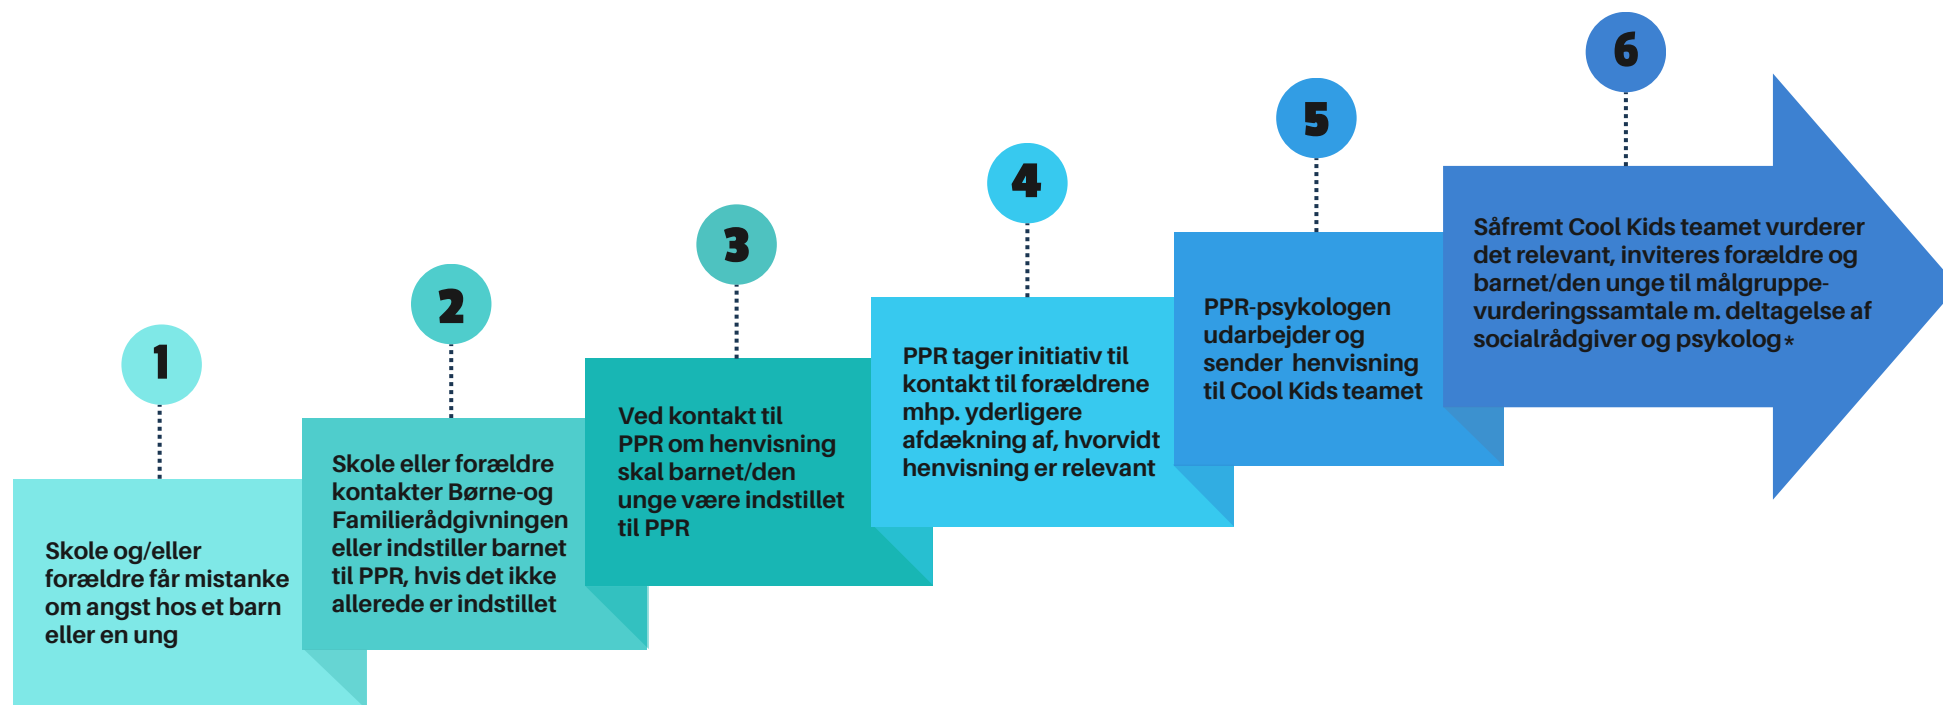 1
Skole og/eller
forældre får mistanke
om angst hos et barn
eller en ung
2
Skole eller forældre
kontakter Børne-og
Familierådgivningen
eller indstiller barnet
til PPR, hvis det ikke
allerede er indstillet
3
Ved kontakt til
PPR om henvisning
skal barnet/den
unge være indstillet
til PPR
4
PPR tager initiativ til
kontakt til forældrene
mhp. yderligere
afdækning af, hvorvidt
henvisning er relevant
5
PPR-psykologen
udarbejder og
sender henvisning
til Cool Kids teamet
6
Såfremt Cool Kids teamet vurderer
det relevant, inviteres forældre og
barnet/den unge til målgruppe-
vurderingssamtale m. deltagelse af
socialrådgiver og psykolog*